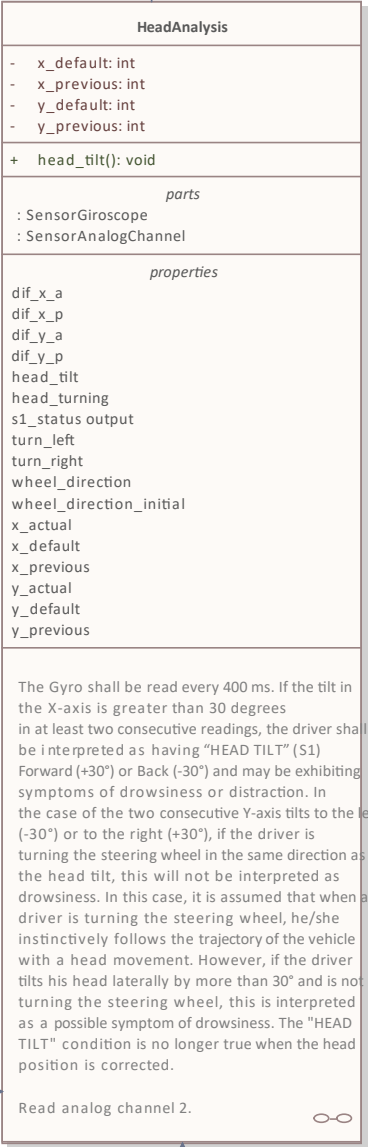 HeadAnalysis
- x_default: int
- x_previous: int
- y_default: int
- y_previous: int
+ head_tilt(): void
parts
: SensorGiroscope
: SensorAnalogChannel
properties
dif_x_a
dif_x_p
dif_y_a
dif_y_p
head_tilt
head_turning
s1_status output
turn_left
turn_right
wheel_direction
wheel_direction_initial
x_actual
x_default
x_previous
y_actual
y_default
y_previous
The Gyro shall be read every 400 ms. If the tilt in
the X-axis is greater than 30 degrees
in at least two consecutive readings, the driver shall
be interpreted as having “HEAD TILT” (S1)
Forward (+30°) or Back (-30°) and may be exhibiting
symptoms of drowsiness or distraction. In
the case of the two consecutive Y-axis tilts to the le
(-30°) or to the right (+30°), if the driver is
turning the steering wheel in the same direction as
the head tilt, this will not be interpreted as
drowsiness. In this case, it is assumed that when a
driver is turning the steering wheel, he/she
instinctively follows the trajectory of the vehicle
with a head movement. However, if the driver
tilts his head laterally by more than 30° and is not
turning the steering wheel, this is interpreted
as a possible symptom of drowsiness. The "HEAD
TILT" condition is no longer true when the head
position is corrected.
Read analog channel 2.